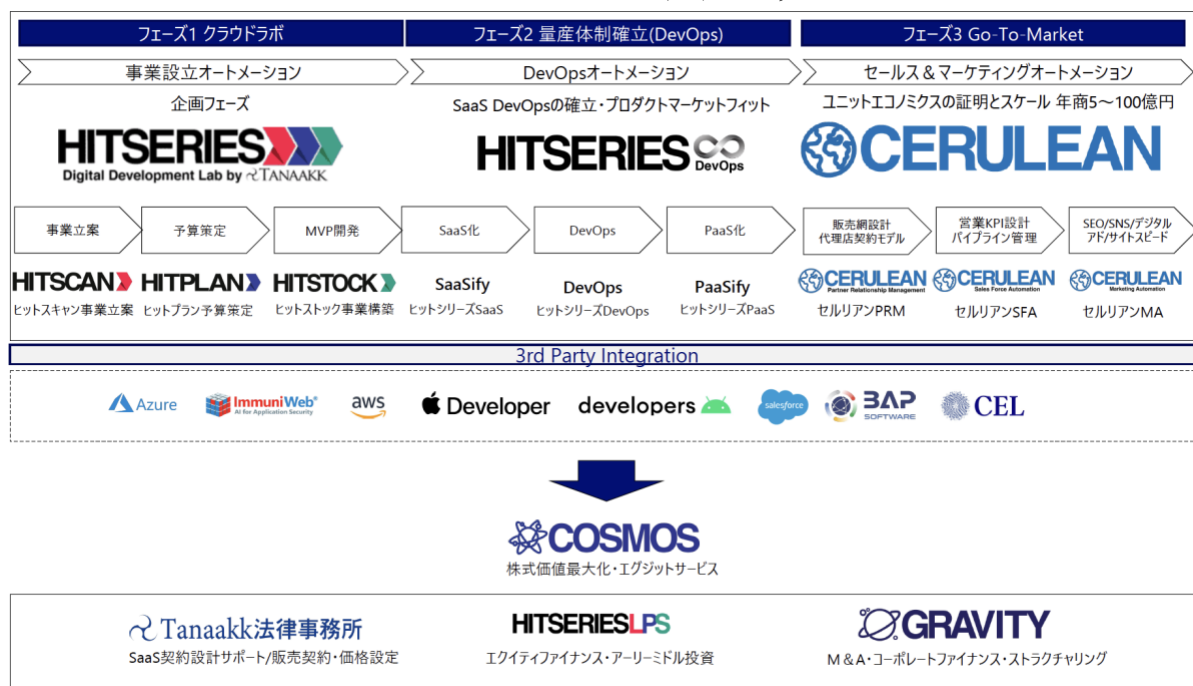 フェーズ1 クラウドラボ
フェーズ2 量産体制確立(DevOps)
フェーズ3 Go-To-Market
事業設立オートメーション
DevOpsオートメーション
セールス&マーケティングオートメーション
企画フェーズ
SaaS DevOpsの確立・プロダクトマーケットフィット
ユニットエコノミクスの証明とスケール 年商5～100億円
HITSERIES
Digital Development Lab by TANAAKK
HITSERIES DevOps
CERULEAN
事業立案
予算策定
MVP開発
SaaS化
DevOps
PaaS化
販売網設計
代理店契約モデル
営業KPI設計
パイプライン管理
SEO/SNS/デジタル
アド/サイトスピード
HITSCAN
HITPLAN
HITSTOCK
SaaSify
DevOps
PaaSify
CERULEAN
Partner Relationship Management
CERULEAN
Sales Force Automation
CERULEAN
Marketing Automation
ヒットスキャン事業立案
ヒットプラン予算策定
ヒットストック事業構築
ヒットシリーズSaaS
ヒットシリーズDevOps
ヒットシリーズPaaS
セルリアンPRM
セルリアンSFA
セルリアンMA
3rd Party Integration
Azure
ImmuniWeb®
AI for Application Security
aws
Developer
developers
salesforce
BAP
SOFTWARE
CEL
COSMOS
株式価値最大化・エグジットサービス
Tanaakk法律事務所
HITSERIESLPS
GRAVITY
SaaS契約設計サポート/販売契約・価格設定
エクイティファイナンス・アーリーミドル投資
M&A・コーポレートファイナンス・ストラクチャリング